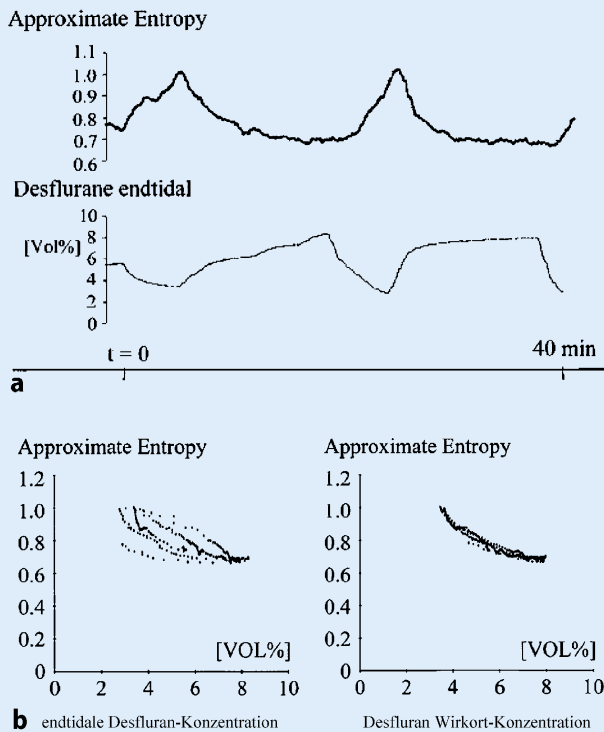 Approximate Entropy
1.1
1.0
0.9
0.8
0.7
0.6
Desflurane endtidal
[Vol%]
10
8
6
4
2
0
t = 0
40 min
a
Approximate Entropy
1.2
1.0
0.8
0.6
0.4
0.2
0
[VOL%]
0 2 4 6 8 10
b endtidale Desfluran-Konzentration
Approximate Entropy
1.2
1.0
0.8
0.6
0.4
0.2
0
[VOL%]
0 2 4 6 8 10
Desfluran Wirkort-Konzentration